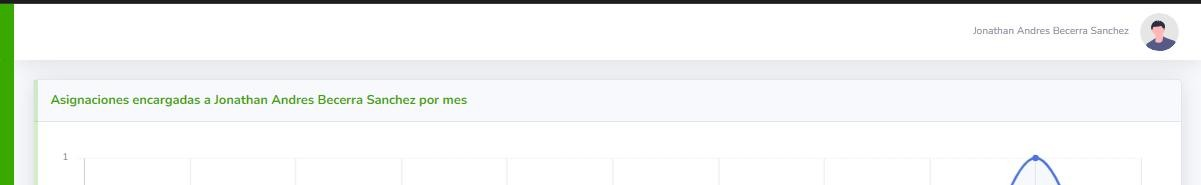 Jonathan Andres Becerra Sanchez
Asignaciones encargadas a Jonathan Andres Becerra Sanchez por mes
1